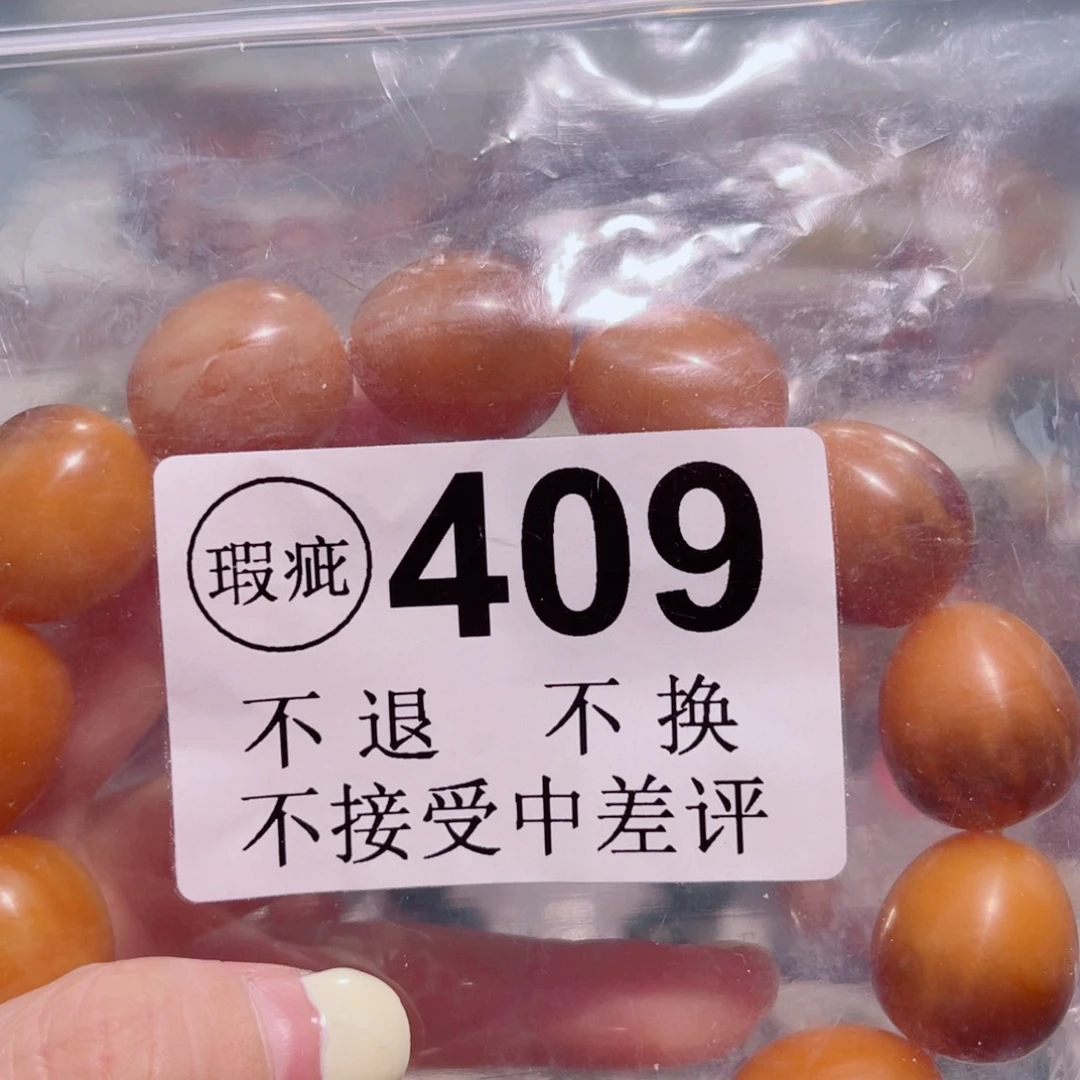 瑕疵 409
不退 不换
不接受中差评